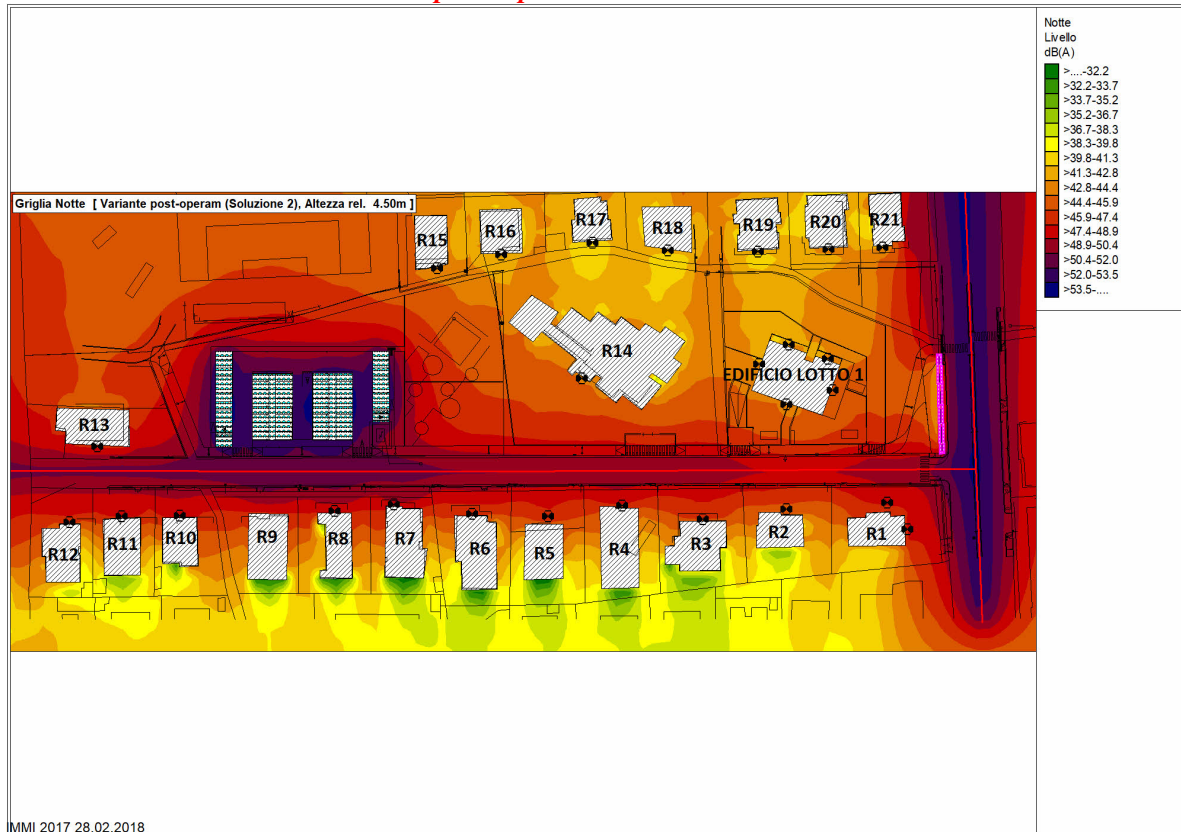 Notte
Livello
dB(A)
>....-32.2
>32.2-33.7
>33.7-35.2
>35.2-36.7
>36.7-38.3
>38.3-39.8
>39.8-41.3
>41.3-42.8
>42.8-44.4
>44.4-45.9
>45.9-47.4
>47.4-48.9
>48.9-50.4
>50.4-52.0
>52.0-53.5
>53.5-....
Griglia Notte [ Variante post-operam (Soluzione 2), Altezza rel. 4.50m ]
R15
R16
R17
R18
R19
R20
R21
R14
EDIFICIO LOTTO 1
R13
R12
R11
R10
R9
R8
R7
R6
R5
R4
R3
R2
R1
IMMI 2017 28.02.2018